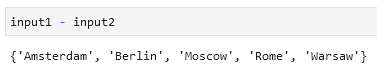 input1 - input2
{'Amsterdam', 'Berlin', 'Moscow', 'Rome', 'Warsaw'}